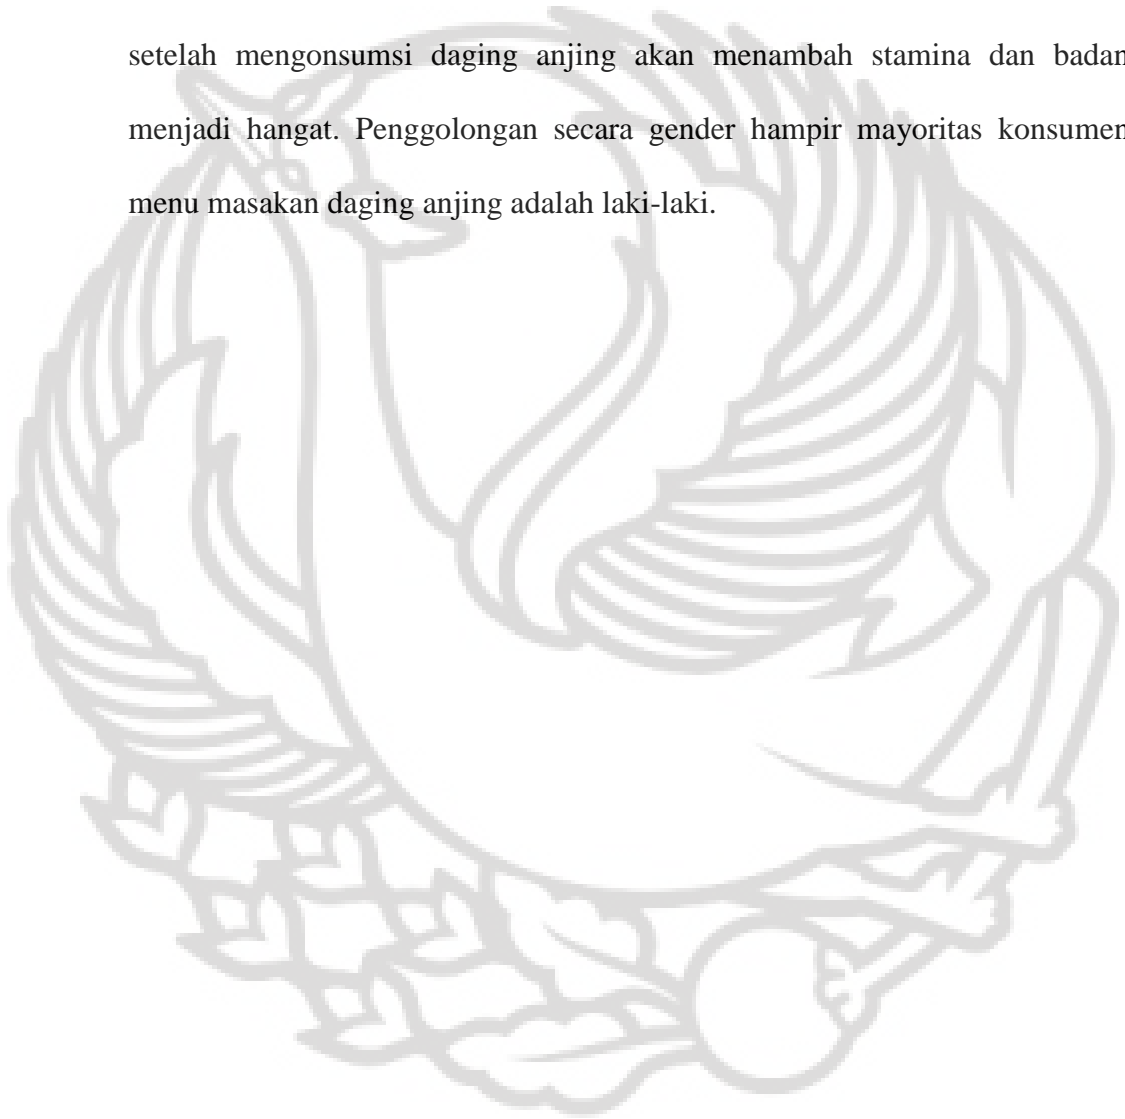 setelah mengonsumsi daging anjing akan menambah stamina dan badan
menjadi hangat. Penggolongan secara gender hampir mayoritas konsumen
menu masakan daging anjing adalah laki-laki.